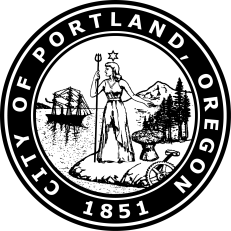 CITY OF PORTLAND, OREGON
1851